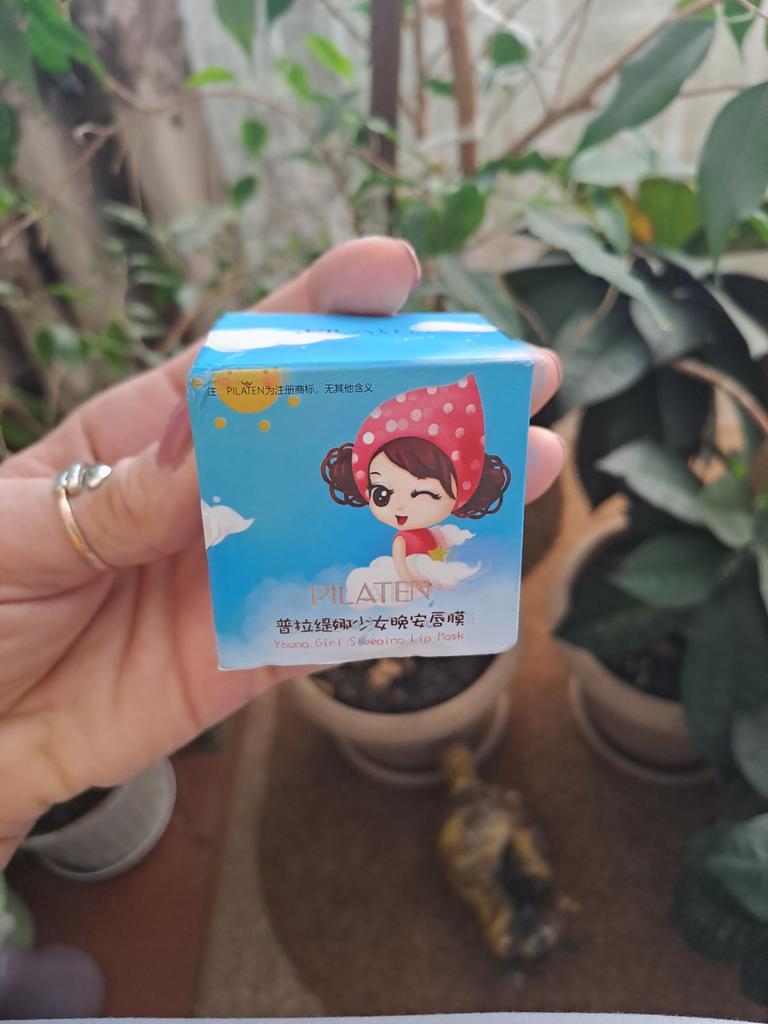 PILATEN
注：PILATEN为注册商标，无其他含义
PILATEN
普拉缇娜少女晚安唇膜
Young Girl Sleeping Lip Mask